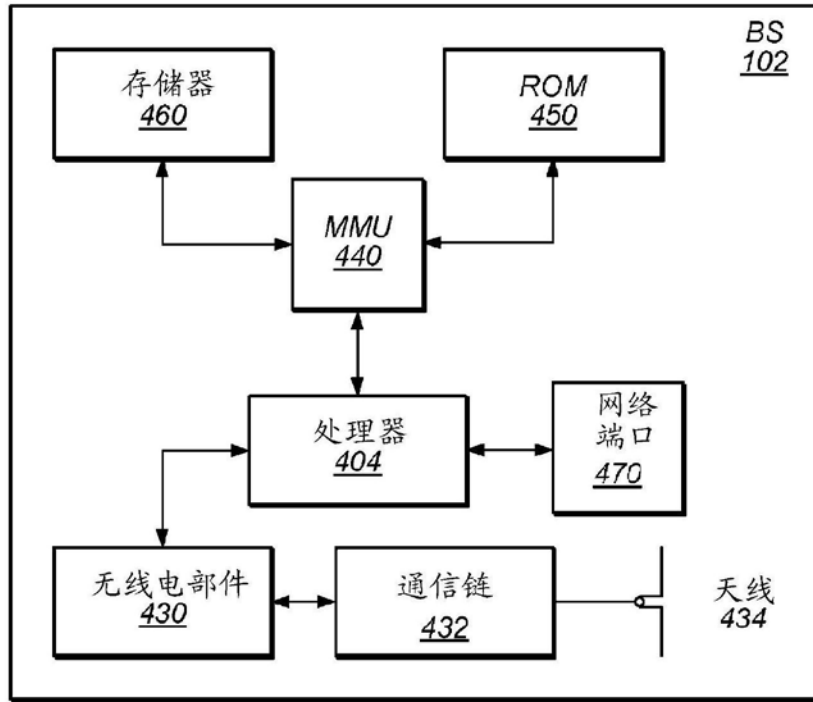 BS
102
存储器
460
ROM
450
MMU
440
处理器
404
网络
端口
470
无线电部件
430
通信链
432
天线
434